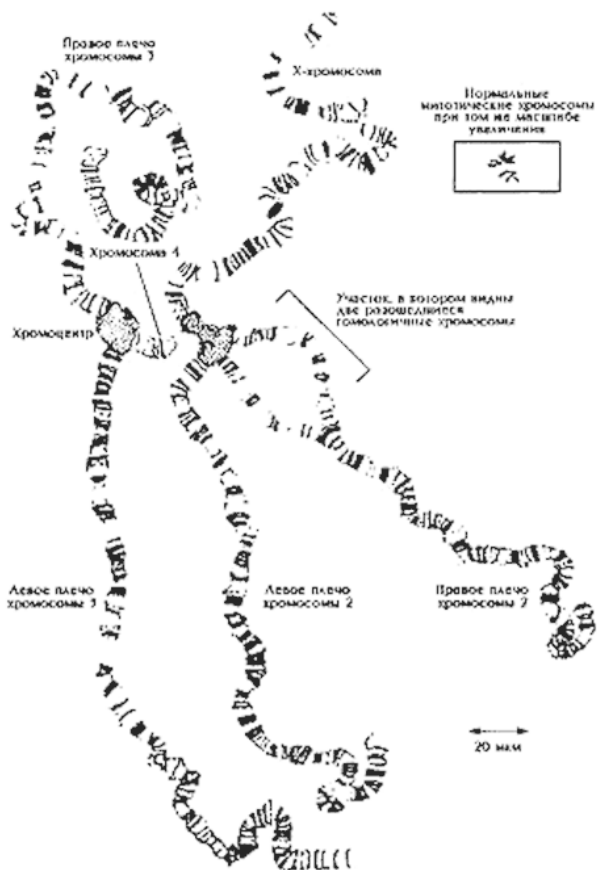 Правое плечо
хромосомы 3
X-хромосома
Нормальные
митотические хромосомы
при том же масштабе
увеличения
Хромосома 4
Хромоцентр
Участок, в котором видны
две разошедшиеся
гомологичные хромосомы
Левое плечо
хромосомы 3
Левое плечо
хромосомы 2
Правое плечо
хромосомы 2
20 мкм